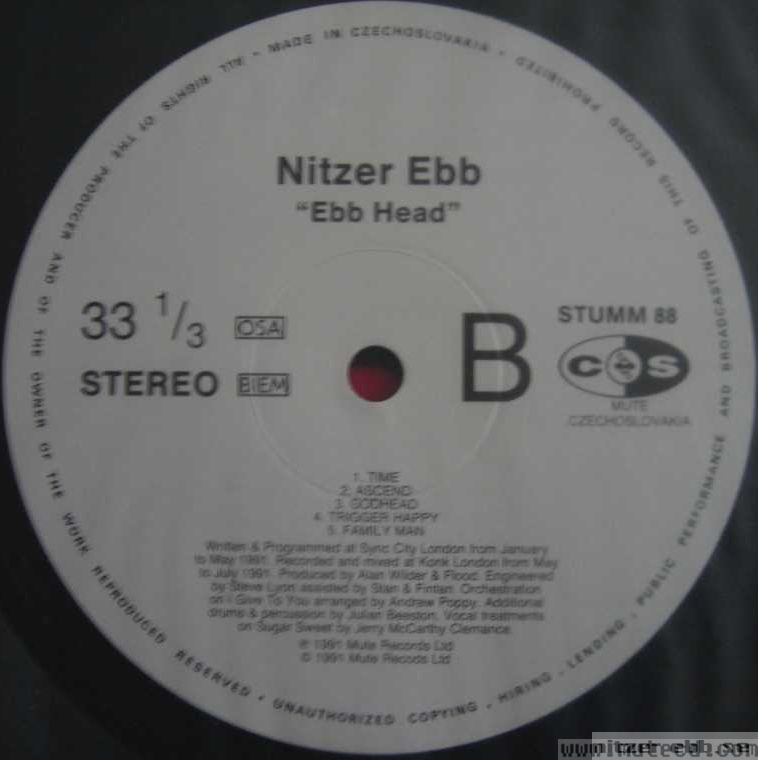 ALL RIGHTS OF THE PRODUCER AND OF THE OWNER OF THE WORK REPRODUCED RESERVED • UNAUTHORIZED COPYING • HIRING • LENDING • PUBLIC PERFORMANCE AND BROADCASTING OF THIS RECORD PROHIBITED • MADE IN CZECHOSLOVAKIA •
Nitzer Ebb
“Ebb Head”
33 1/3 OSA
STEREO BIEM
B
STUMM 88
MUTE
CZECHOSLOVAKIA
1. TIME
2. ASCEND
3. GODHEAD
4. TRIGGER HAPPY
5. FAMILY MAN
Written & Programmed at Sync City London from January
to May 1991. Recorded and mixed at Konk London from May
to July 1991. Produced by Alan Wilder & Flood. Engineered
by Steve Lyon assisted by Stan & Fintan. Orchestration
on I Give To You arranged by Andrew Poppy. Additional
drums & percussion by Julian Beeston. Vocal treatments
on Sugar Sweet by Jerry McCarthy Clemance.
℗ 1991 Mute Records Ltd
© 1991 Mute Records Ltd